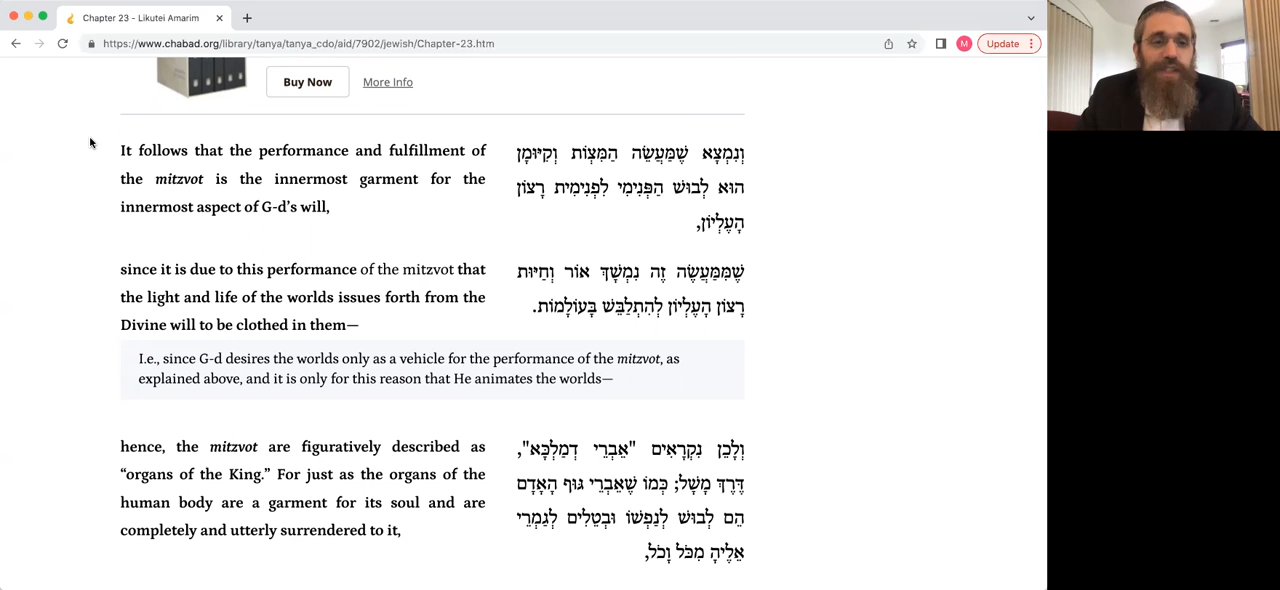 Chapter 23 - Likutei Amarim
https://www.chabad.org/library/tanya/tanya_cdo/aid/7902/jewish/Chapter-23.htm
M
Update
Buy Now
More Info
It follows that the performance and fulfillment of
the mitzvot is the innermost garment for the
innermost aspect of G-d’s will,
וְנִמְצָא שֶׁמַּעֲשֵׂה הַמִּצְוֹת וְקִיּוּמָן
הוּא לְבוּשׁ הַפְּנִימִי לִפְנִימִית רָצוֹן
הָעֶלְיוֹן,
since it is due to this performance of the mitzvot that
the light and life of the worlds issues forth from the
Divine will to be clothed in them—
שֶׁמִּמַּעֲשֶׂה זֶה נִמְשָׁךְ אוֹר וְחַיּוּת
רָצוֹן הָעֶלְיוֹן לְהִתְלַבֵּשׁ בָּעוֹלָמוֹת.
I.e., since G-d desires the worlds only as a vehicle for the performance of the mitzvot, as
explained above, and it is only for this reason that He animates the worlds—
hence, the mitzvot are figuratively described as
“organs of the King.” For just as the organs of the
human body are a garment for its soul and are
completely and utterly surrendered to it,
וְלָכֵן נִקְרָאִים "אֵבְרֵי דְמַלְכָּא",
דֶּרֶךְ מָשָׁל; כְּמוֹ שֶׁאֵבְרֵי גּוּף הָאָדָם
הֵם לְבוּשׁ לְנַפְשׁוֹ וּבְטֵלִים לְגַמְרֵי
אֵלֶיהָ מִכֹּל וָכֹל,